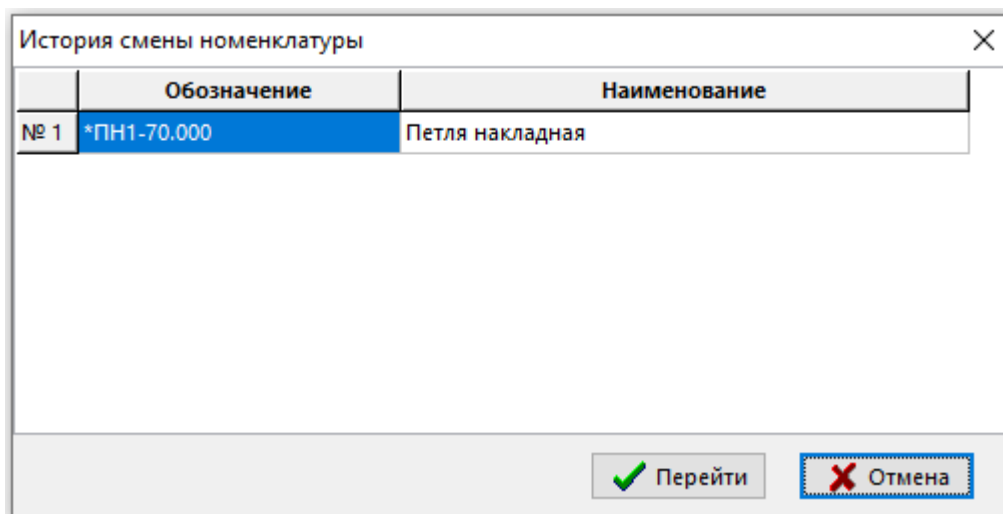 История смены номенклатуры
Обозначение Наименование
№ 1 *ПН1-70.000 Петля накладная
Перейти Отмена